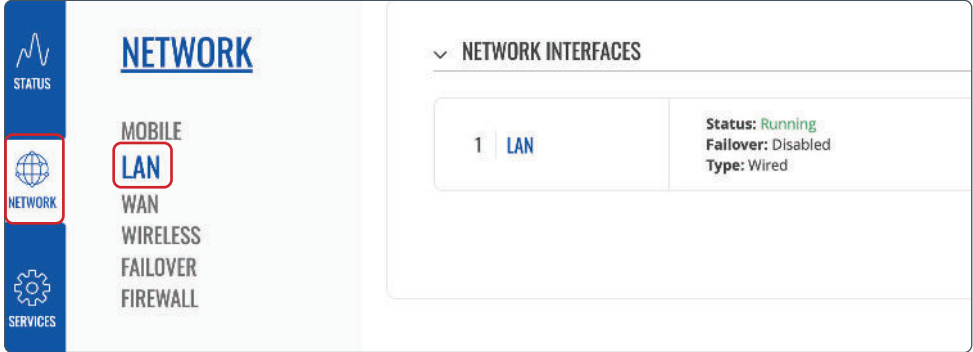 STATUS
NETWORK
SERVICES
NETWORK
MOBILE
LAN
WAN
WIRELESS
FAILOVER
FIREWALL
NETWORK INTERFACES
1 LAN
Status: Running
Failover: Disabled
Type: Wired